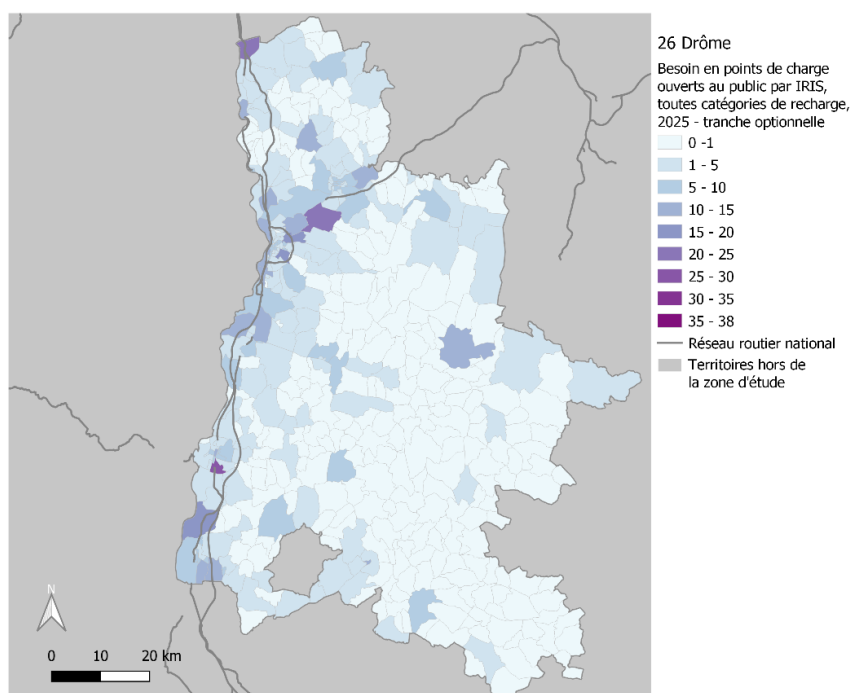 26 Drôme
Besoin en points de charge
ouverts au public par IRIS,
toutes catégories de recharge,
2025 - tranche optionnelle
0 -1
1 - 5
5 - 10
10 - 15
15 - 20
20 - 25
25 - 30
30 - 35
35 - 38
Réseau routier national
Territoires hors de
la zone d'étude
N
0 10 20 km